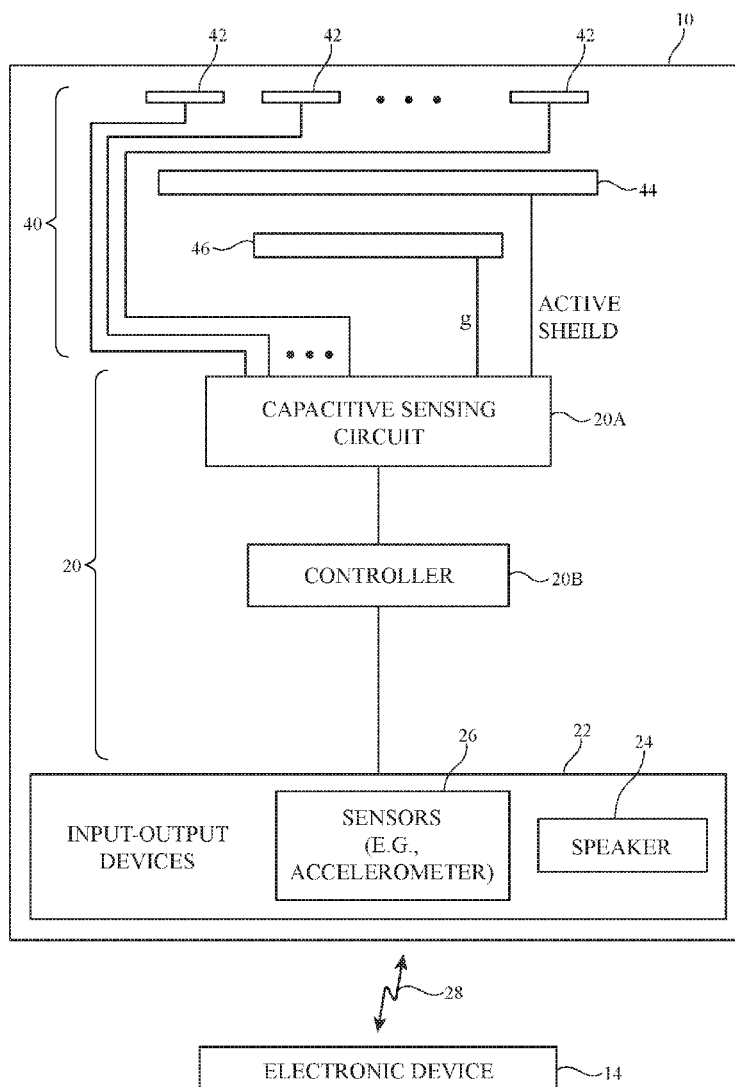 42
42
42
10
44
40
46
g
ACTIVE
SHEILD
CAPACITIVE SENSING
CIRCUIT
20A
20
CONTROLLER
20B
26
22
24
INPUT-OUTPUT
DEVICES
SENSORS
(E.G.,
ACCELEROMETER)
SPEAKER
28
ELECTRONIC DEVICE
14